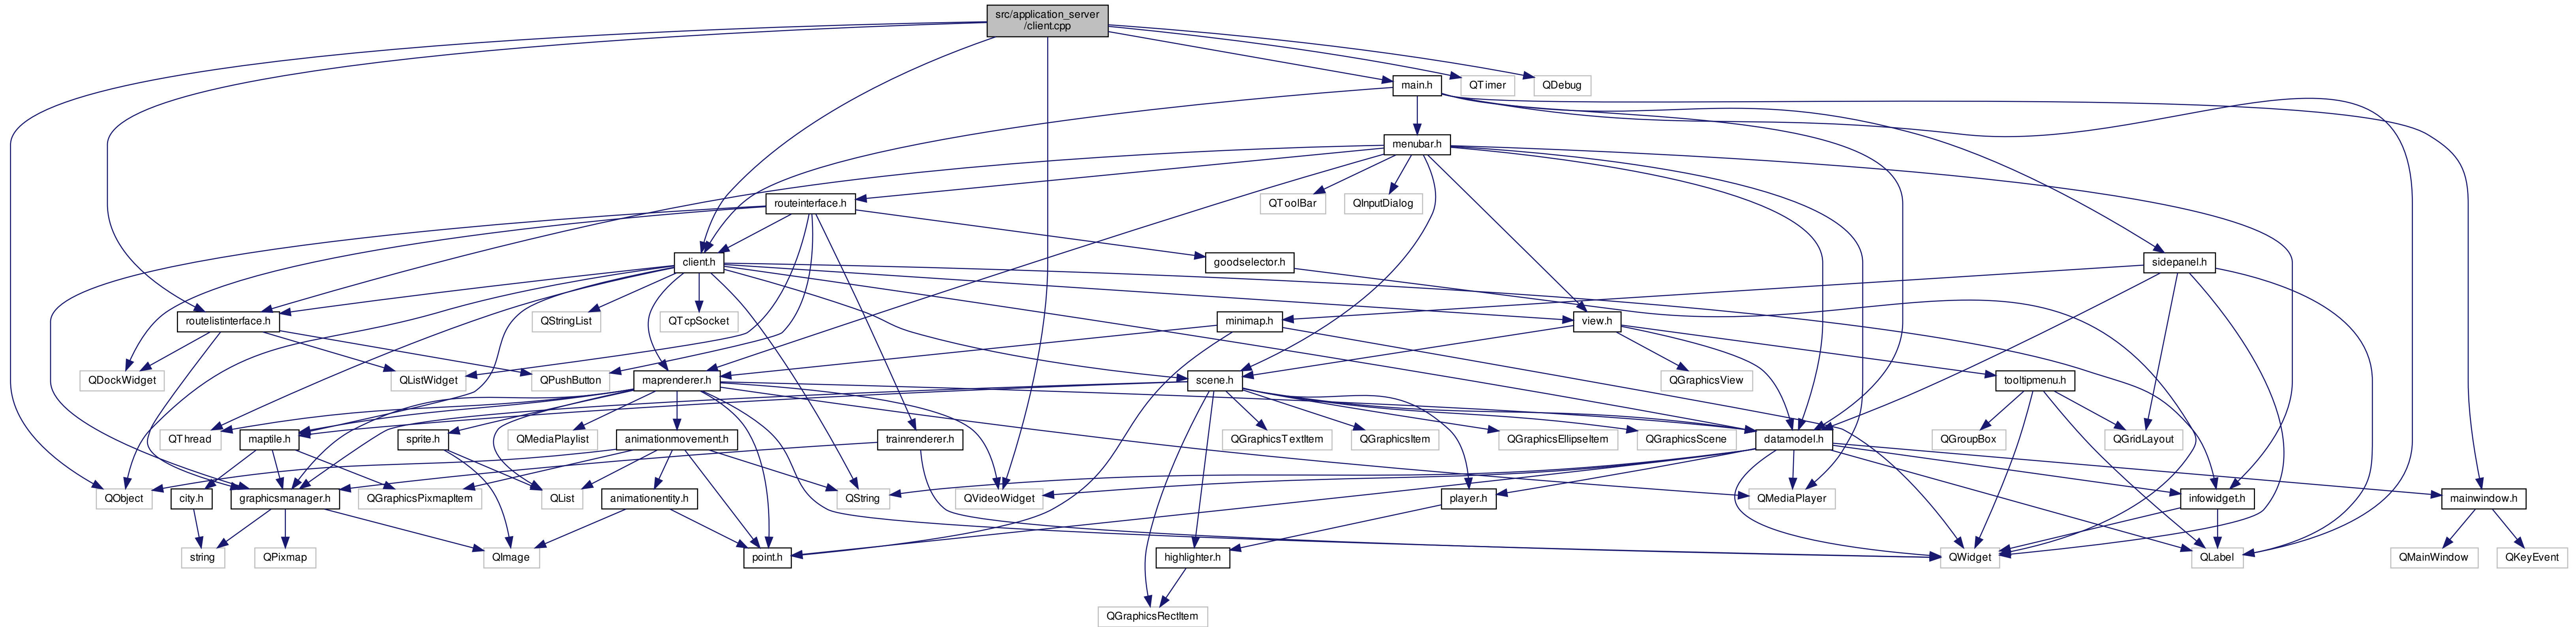 src/application_server
/client.cpp
main.h
QTimer
QDebug
menubar.h
routeinterface.h
QToolBar
QInputDialog
client.h
goodselector.h
sidepanel.h
routelistinterface.h
QStringList
QTcpSocket
minimap.h
view.h
QDockWidget
QListWidget
QPushButton
maprenderer.h
scene.h
QGraphicsView
tooltipmenu.h
QThread
maptile.h
sprite.h
QMediaPlaylist
animationmovement.h
trainrenderer.h
QGraphicsTextItem
QGraphicsItem
QGraphicsEllipseItem
QGraphicsScene
datamodel.h
QGroupBox
QGridLayout
QObject
city.h
graphicsmanager.h
QGraphicsPixmapItem
QList
animationentity.h
QString
QVideoWidget
player.h
QMediaPlayer
infowidget.h
mainwindow.h
string
QPixmap
QImage
point.h
highlighter.h
QWidget
QLabel
QMainWindow
QKeyEvent
QGraphicsRectItem